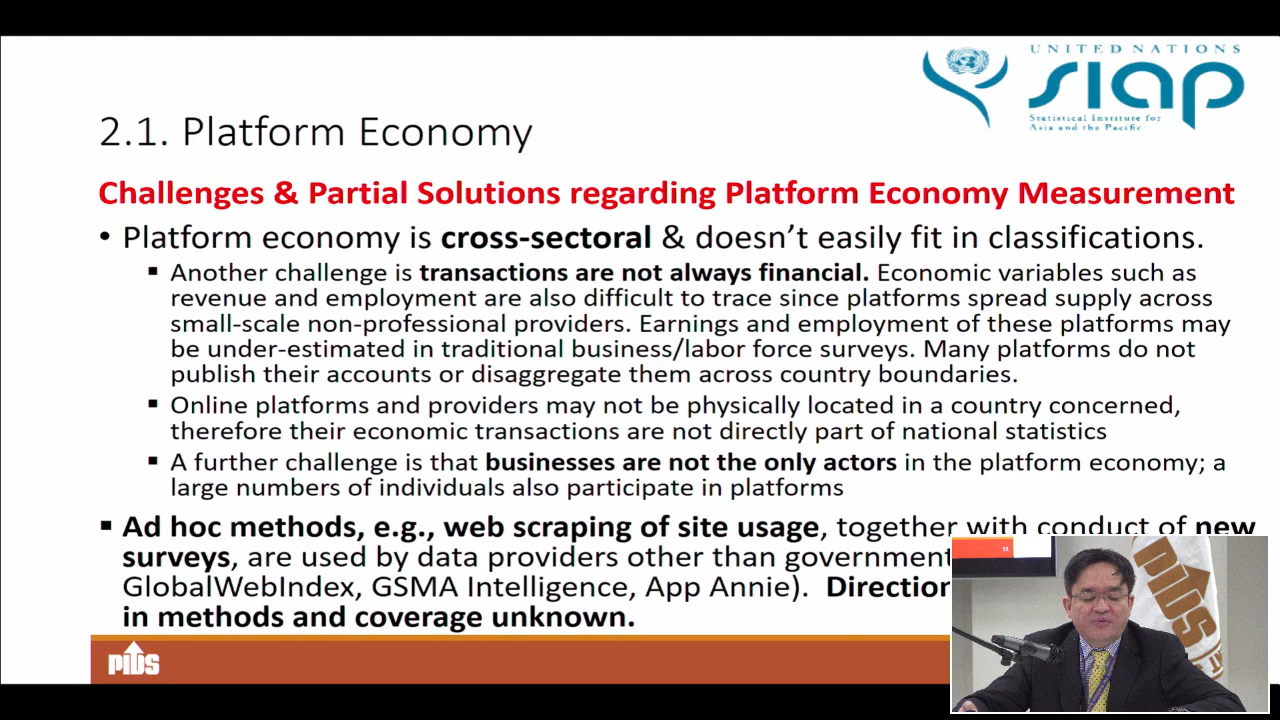 UNITED NATIONS
SIAP
Statistical Institute for
Asia and the Pacific
2.1. Platform Economy
Challenges & Partial Solutions regarding Platform Economy Measurement
• Platform economy is cross-sectoral & doesn't easily fit in classifications.
▪ Another challenge is transactions are not always financial. Economic variables such as
revenue and employment are also difficult to trace since platforms spread supply across
small-scale non-professional providers. Earnings and employment of these platforms may
be under-estimated in traditional business/labor force surveys. Many platforms do not
publish their accounts or disaggregate them across country boundaries.
▪ Online platforms and providers may not be physically located in a country concerned,
therefore their economic transactions are not directly part of national statistics
▪ A further challenge is that businesses are not the only actors in the platform economy; a
large numbers of individuals also participate in platforms
▪ Ad hoc methods, e.g., web scraping of site usage, together with conduct of new
surveys, are used by data providers other than government
GlobalWebIndex, GSMA Intelligence, App Annie). Direction
in methods and coverage unknown.
PIDS
PIDS